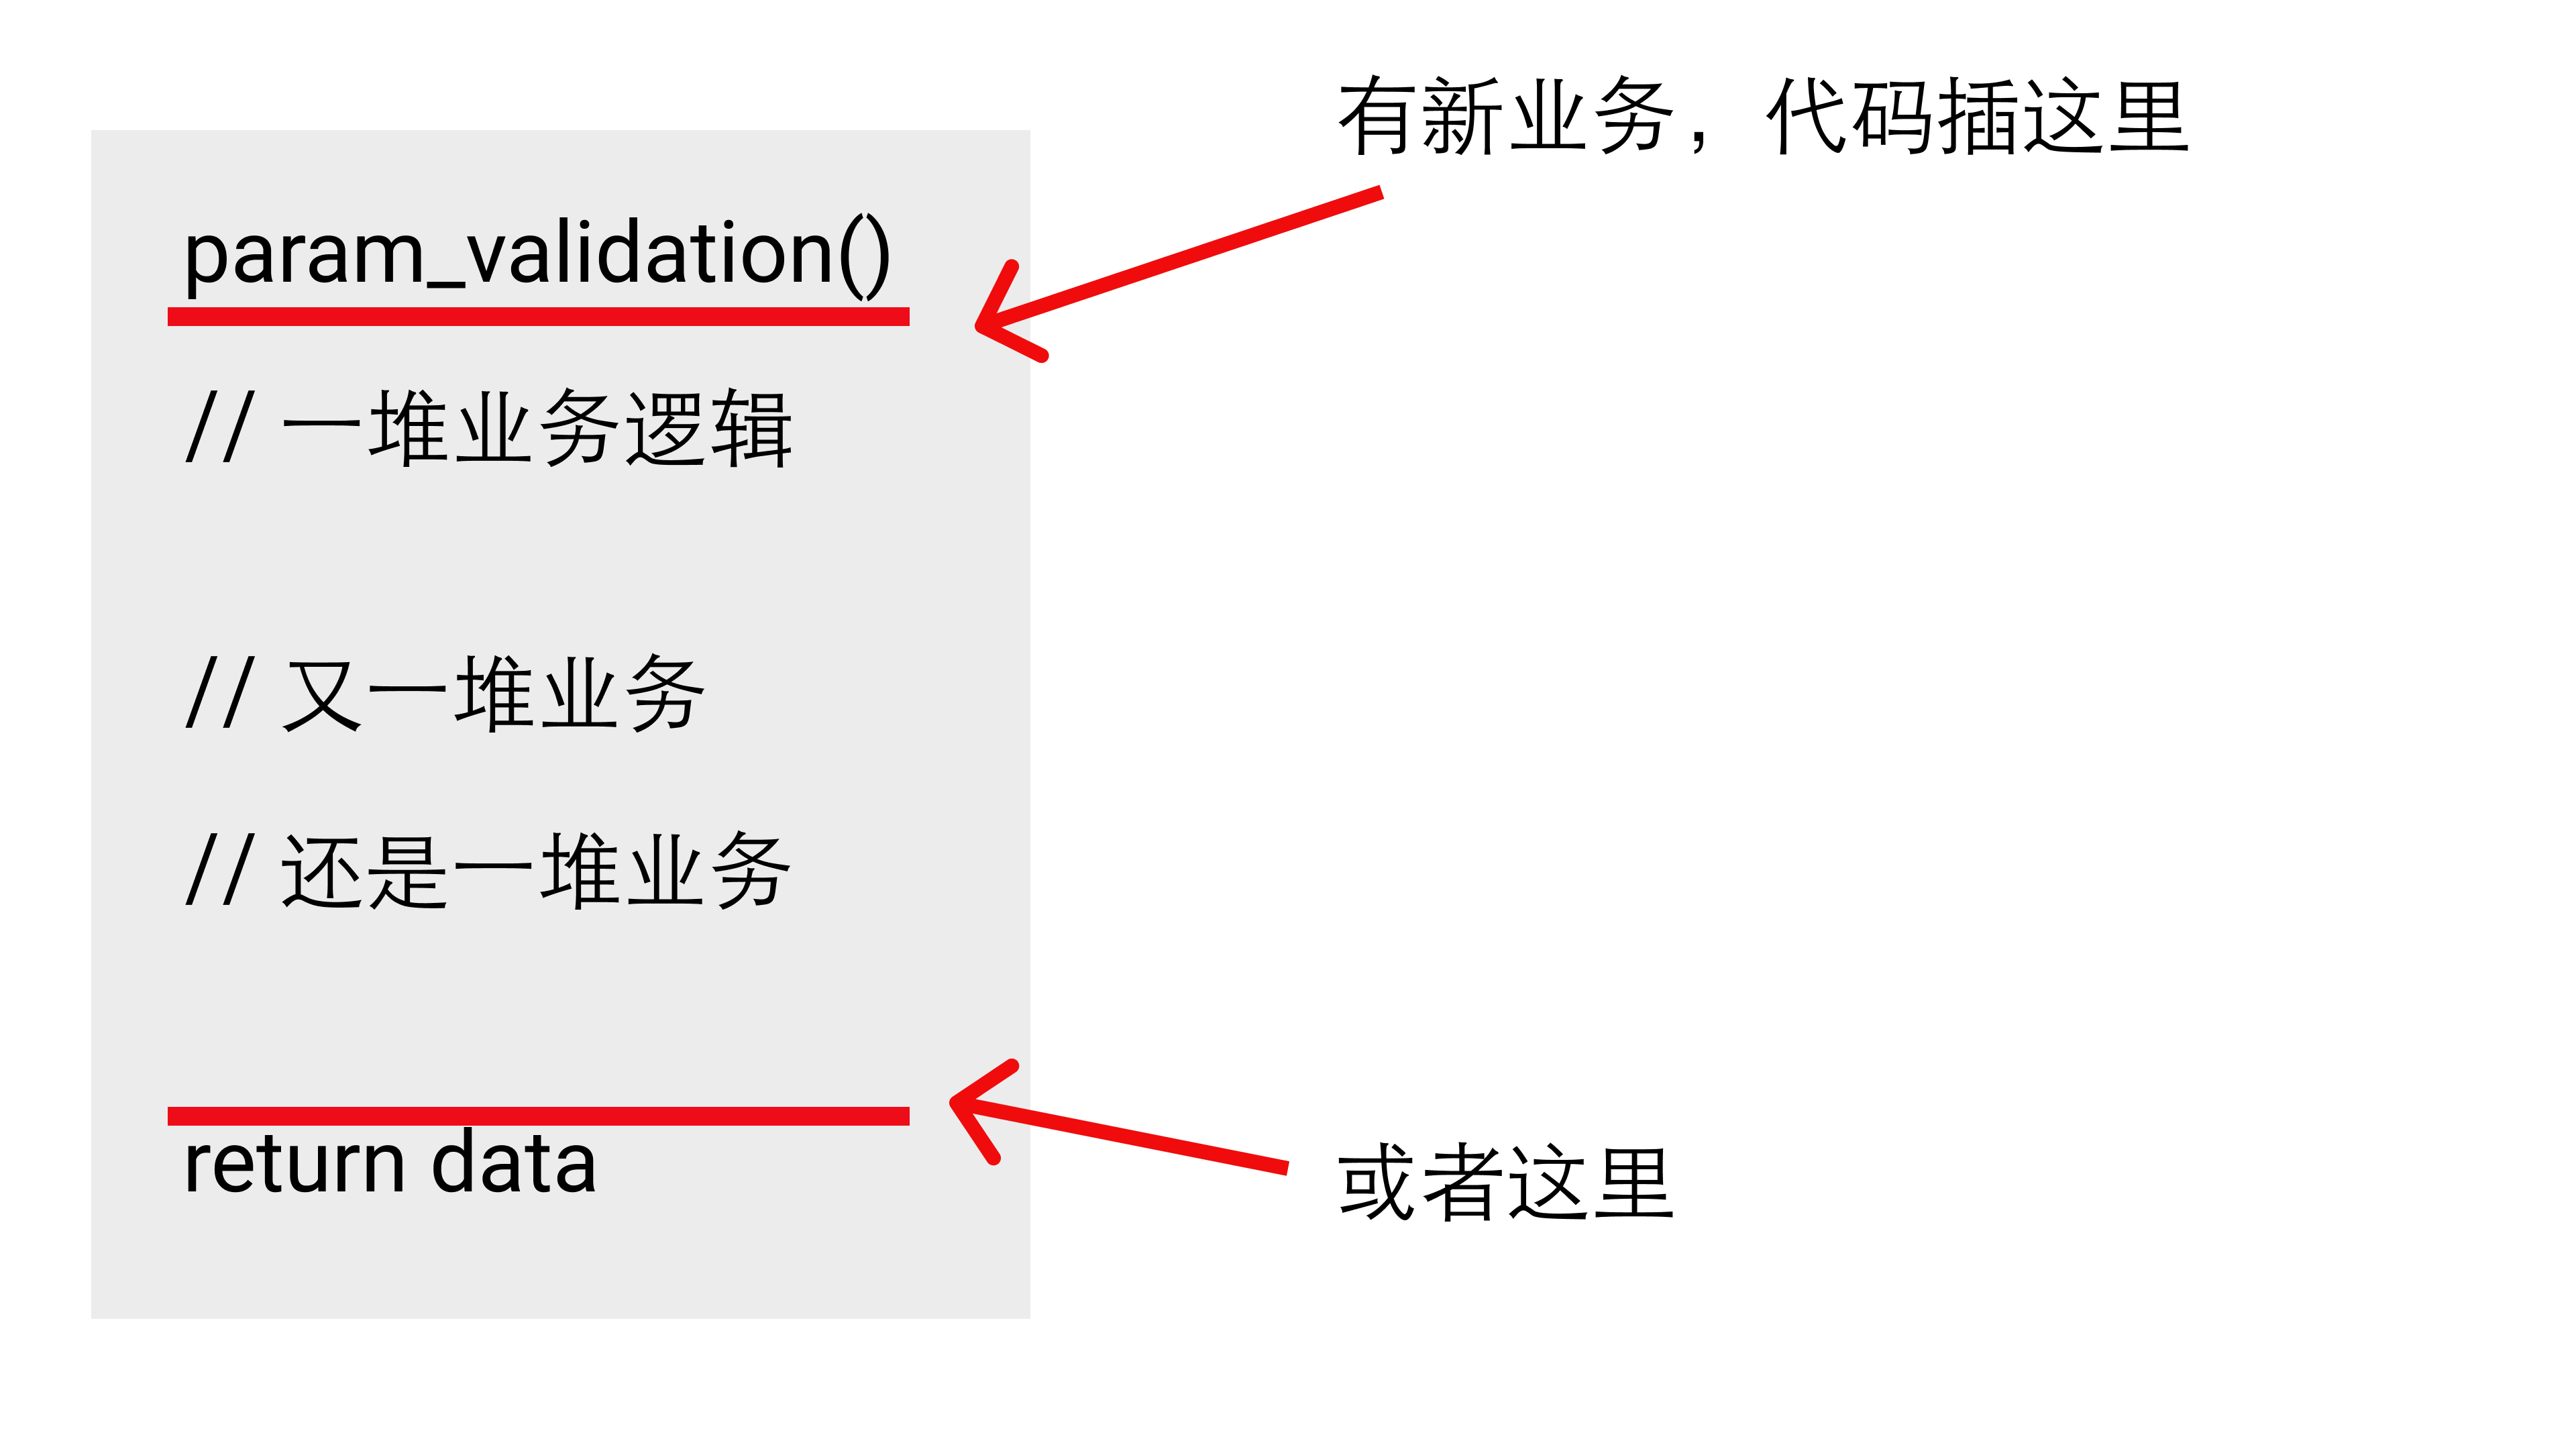 有新业务，代码插这里
param_validation()
// 一堆业务逻辑
// 又一堆业务
// 还是一堆业务
return data
或者这里